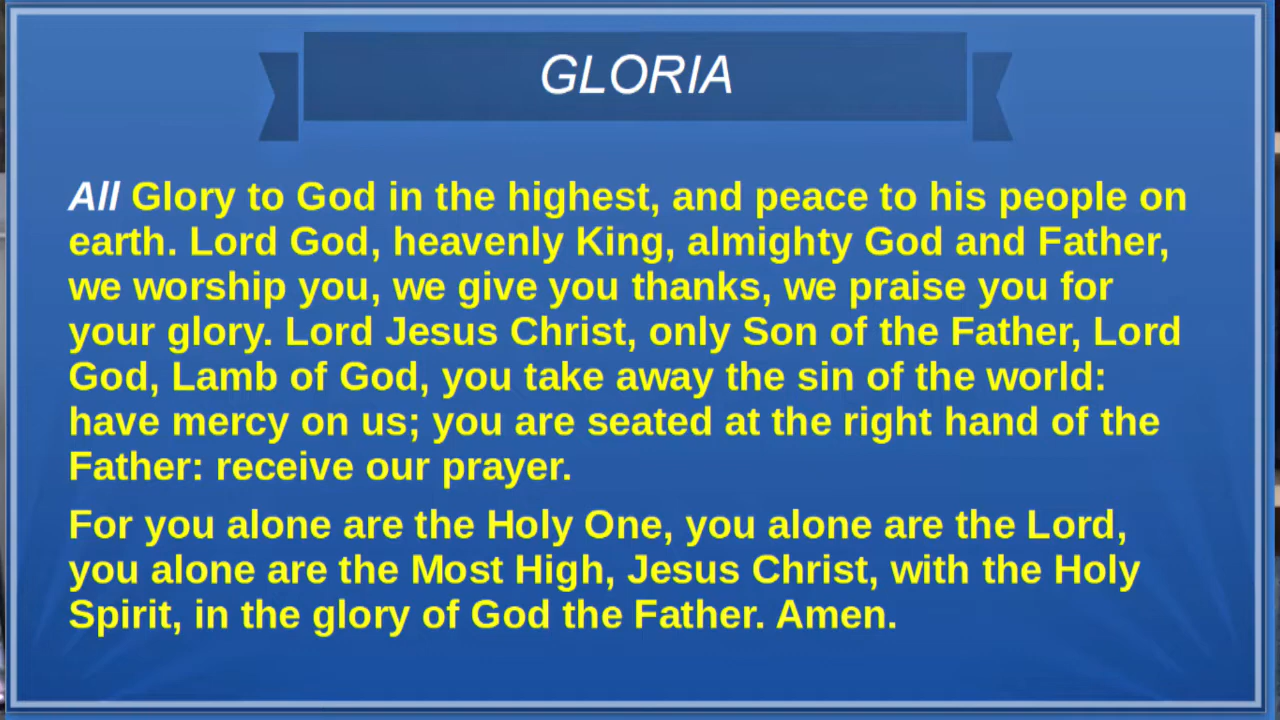 GLORIA
All Glory to God in the highest, and peace to his people on
earth. Lord God, heavenly King, almighty God and Father,
we worship you, we give you thanks, we praise you for
your glory. Lord Jesus Christ, only Son of the Father, Lord
God, Lamb of God, you take away the sin of the world:
have mercy on us; you are seated at the right hand of the
Father: receive our prayer.
For you alone are the Holy One, you alone are the Lord,
you alone are the Most High, Jesus Christ, with the Holy
Spirit, in the glory of God the Father. Amen.